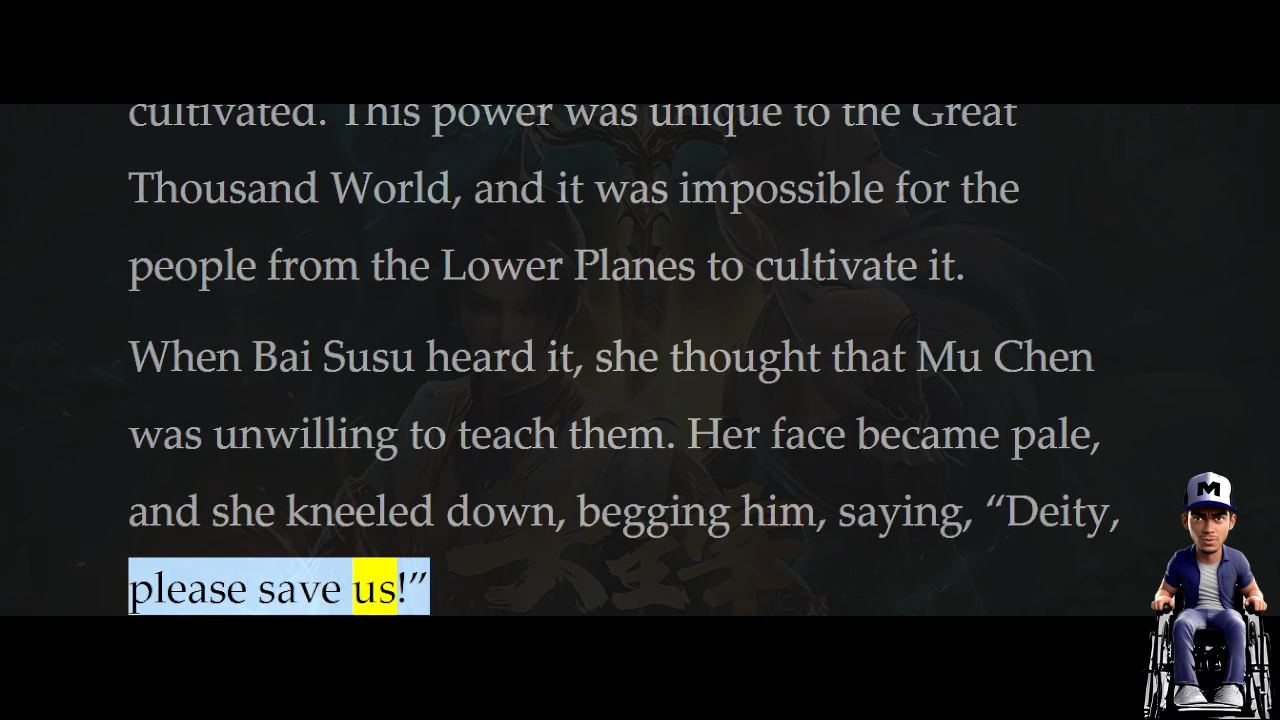 cultivated. This power was unique to the Great
Thousand World, and it was impossible for the
people from the Lower Planes to cultivate it.
When Bai Susu heard it, she thought that Mu Chen
was unwilling to teach them. Her face became pale,
and she kneeled down, begging him, saying, “Deity,
please save us!”
M
M